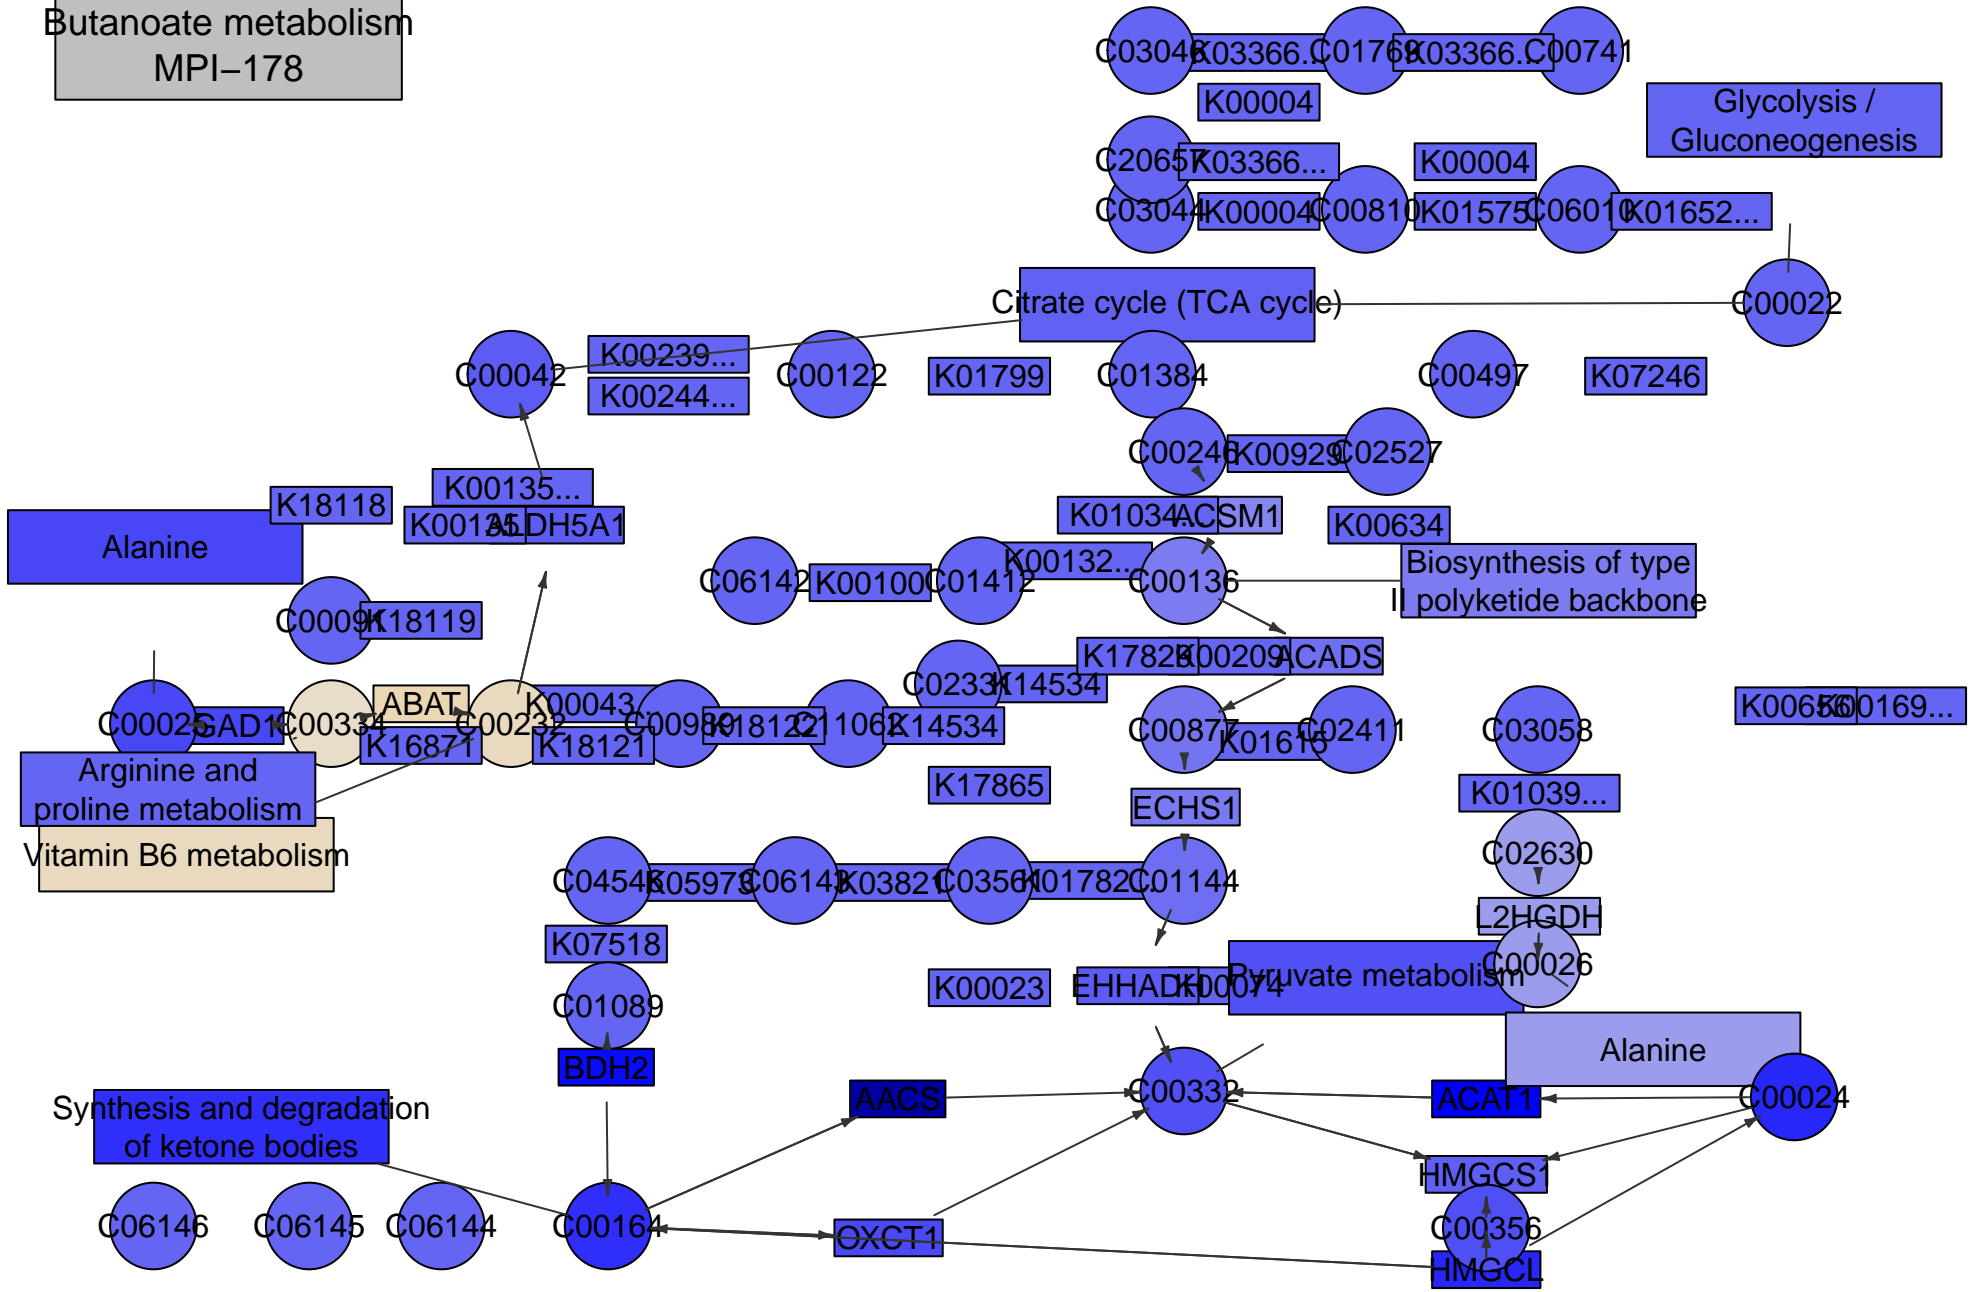 Butanoate metabolism
MPI−178
C03046
K03366...
C01769
K03366...
C00741
K00004
Glycolysis /
Gluconeogenesis
C20657
K03366...
K00004
C03044
K00004
C00810
K01575
C06010
K01652...
Citrate cycle (TCA cycle)
C00022
C00042
K00239...
K00244...
C00122
K01799
C01384
C00497
K07246
C00246
K00929
C02527
K18118
K00135...
K00135
ALDH5A1
K01034...
ACSM1
K00634
Alanine
C06142
K00100
C01412
K00132...
C00136
Biosynthesis of type
II polyketide backbone
C00091
K18119
C02331
K14534
K17829
K00209
ACADS
C00025
GAD1
C00334
ABAT
K16871
C00232
K00043...
K18121
C00989
K18122
C11062
K14534
C00877
K01615
C02411
C03058
K00656
K00169...
Arginine and
proline metabolism
K17865
ECHS1
K01039...
Vitamin B6 metabolism
C04546
K05973
C06143
K03821
C03561
K01782...
C01144
C02630
L2HGDH
K07518
C01089
K00023
EHHADH
K00074
Pyruvate metabolism
C00026
Alanine
BDH2
Synthesis and degradation
of ketone bodies
AACS
C00332
ACAT1
C00024
HMGCS1
C06146
C06145
C06144
C00164
OXCT1
C00356
HMGCL